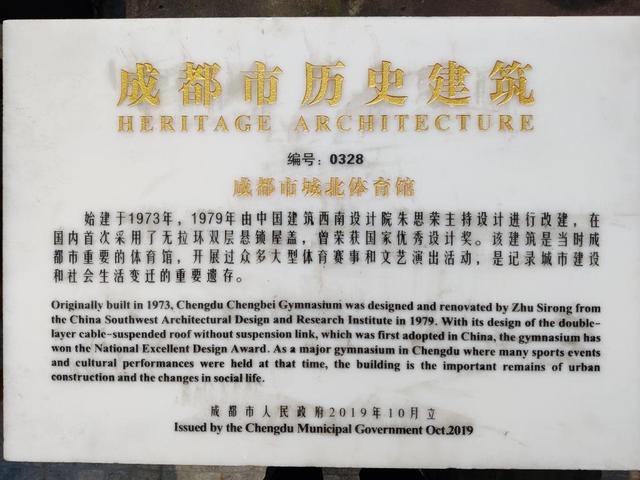 成都市历史建筑
HERITAGE ARCHITECTURE
编号：0328
成都市城北体育馆
始建于1973年，1979年由中国建筑西南设计院朱思荣主持设计进行改建，在
国内首次采用了无拉环双层悬锁屋盖，曾荣获国家优秀设计奖。该建筑是当时成
都市重要的体育馆，开展过众多大型体育赛事和文艺演出活动，是记录城市建设
和社会生活变迁的重要遗存。
Originally built in 1973, Chengdu Chengbei Gymnasiuni was designed and renovated by Zhu Sirong from
the China Southwest Architectural Design and Research Institute in 1979. With its design of the double-
layer cable-suspended roof without suspension link, which was first adopted in China, the gymnasium has
won the National Excellent Design Award. As a major gymnasium in Chengdu where many sports events
and cultural performances were held at that time, the building is the important remains of urban
construction and the changes in social life.
成都市人民政府2019年10月立
Issued by the Chengdu Municipal Government Oct.2019